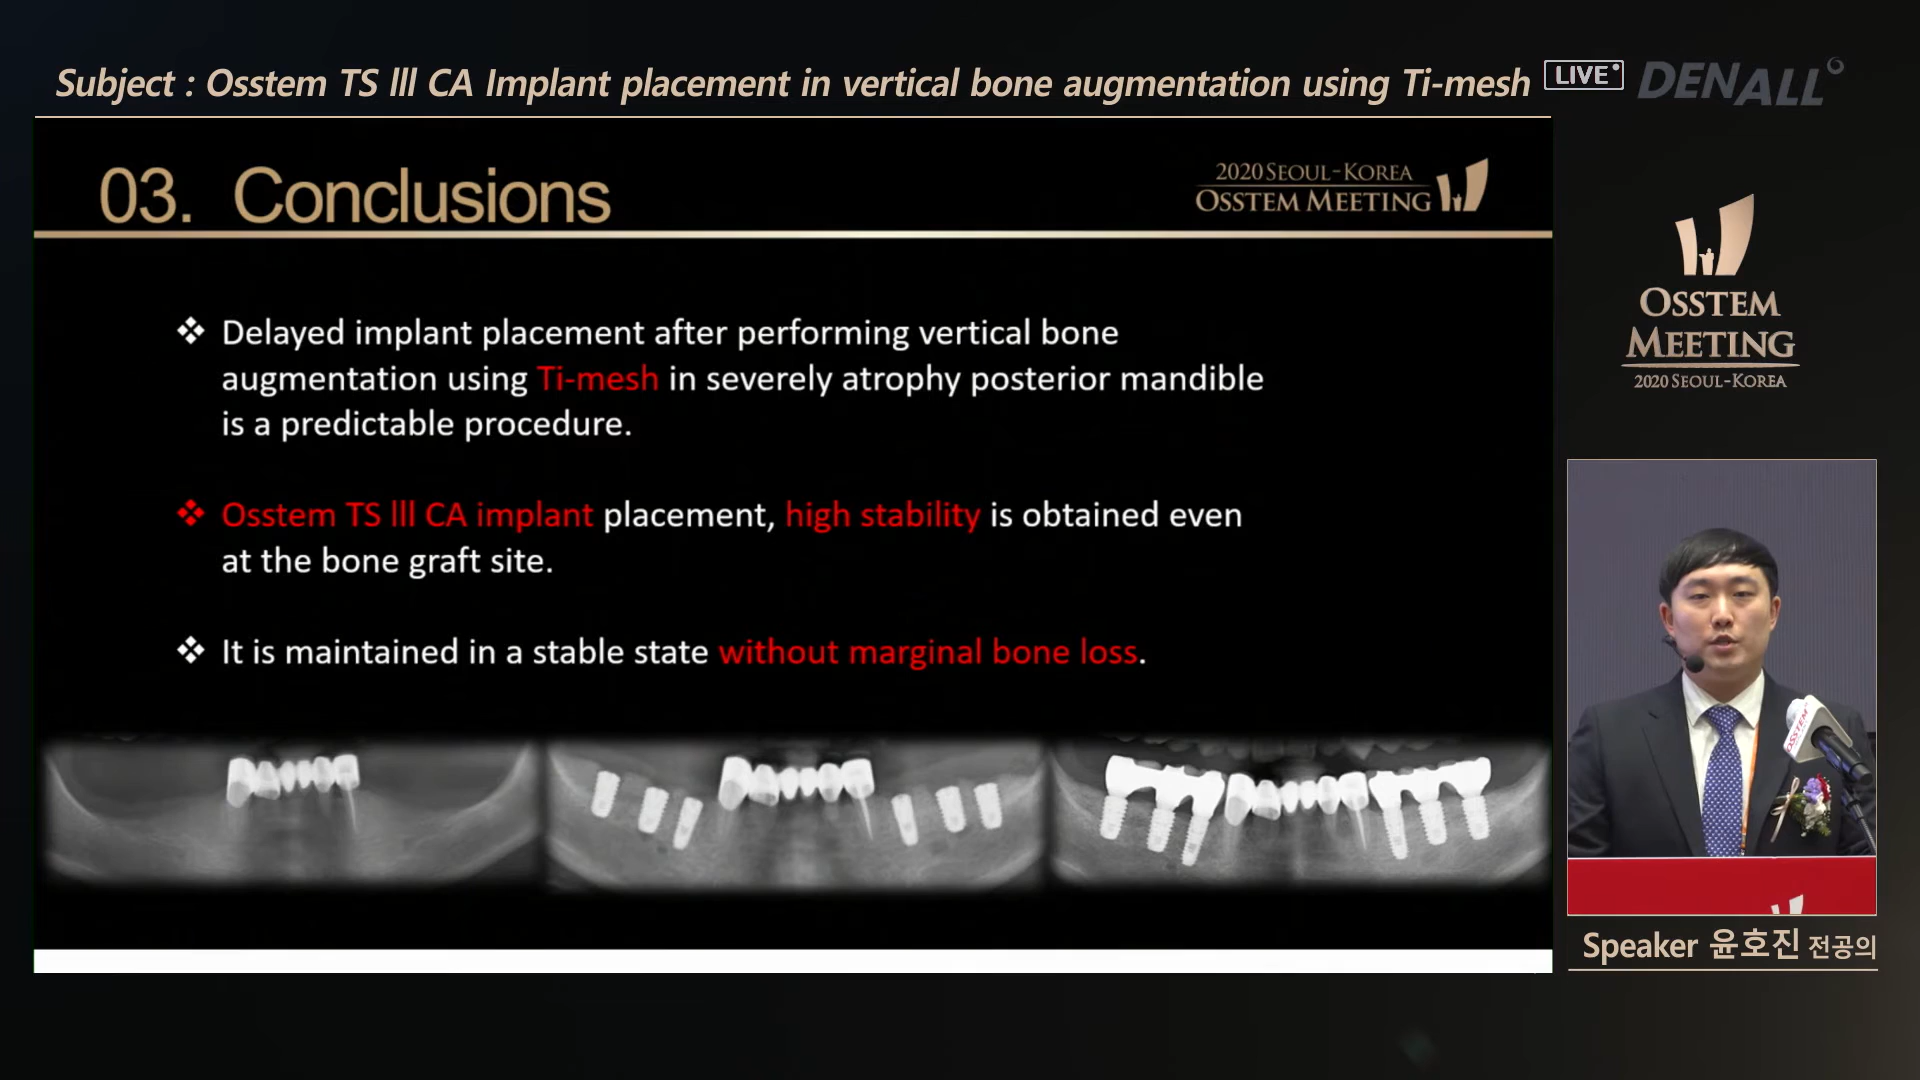 Subject : Osstem TS lll CA Implant placement in vertical bone augmentation using Ti-mesh
LIVE
DENALL
03. Conclusions
2020 SEOUL-KOREA
OSSTEM MEETING
❖ Delayed implant placement after performing vertical bone
augmentation using Ti-mesh in severely atrophy posterior mandible
is a predictable procedure.
❖ Osstem TS lll CA implant placement, high stability is obtained even
at the bone graft site.
❖ It is maintained in a stable state without marginal bone loss.
OSSTEM
MEETING
2020 SEOUL-KOREA
OSSTEM
Speaker 윤호진 전공의